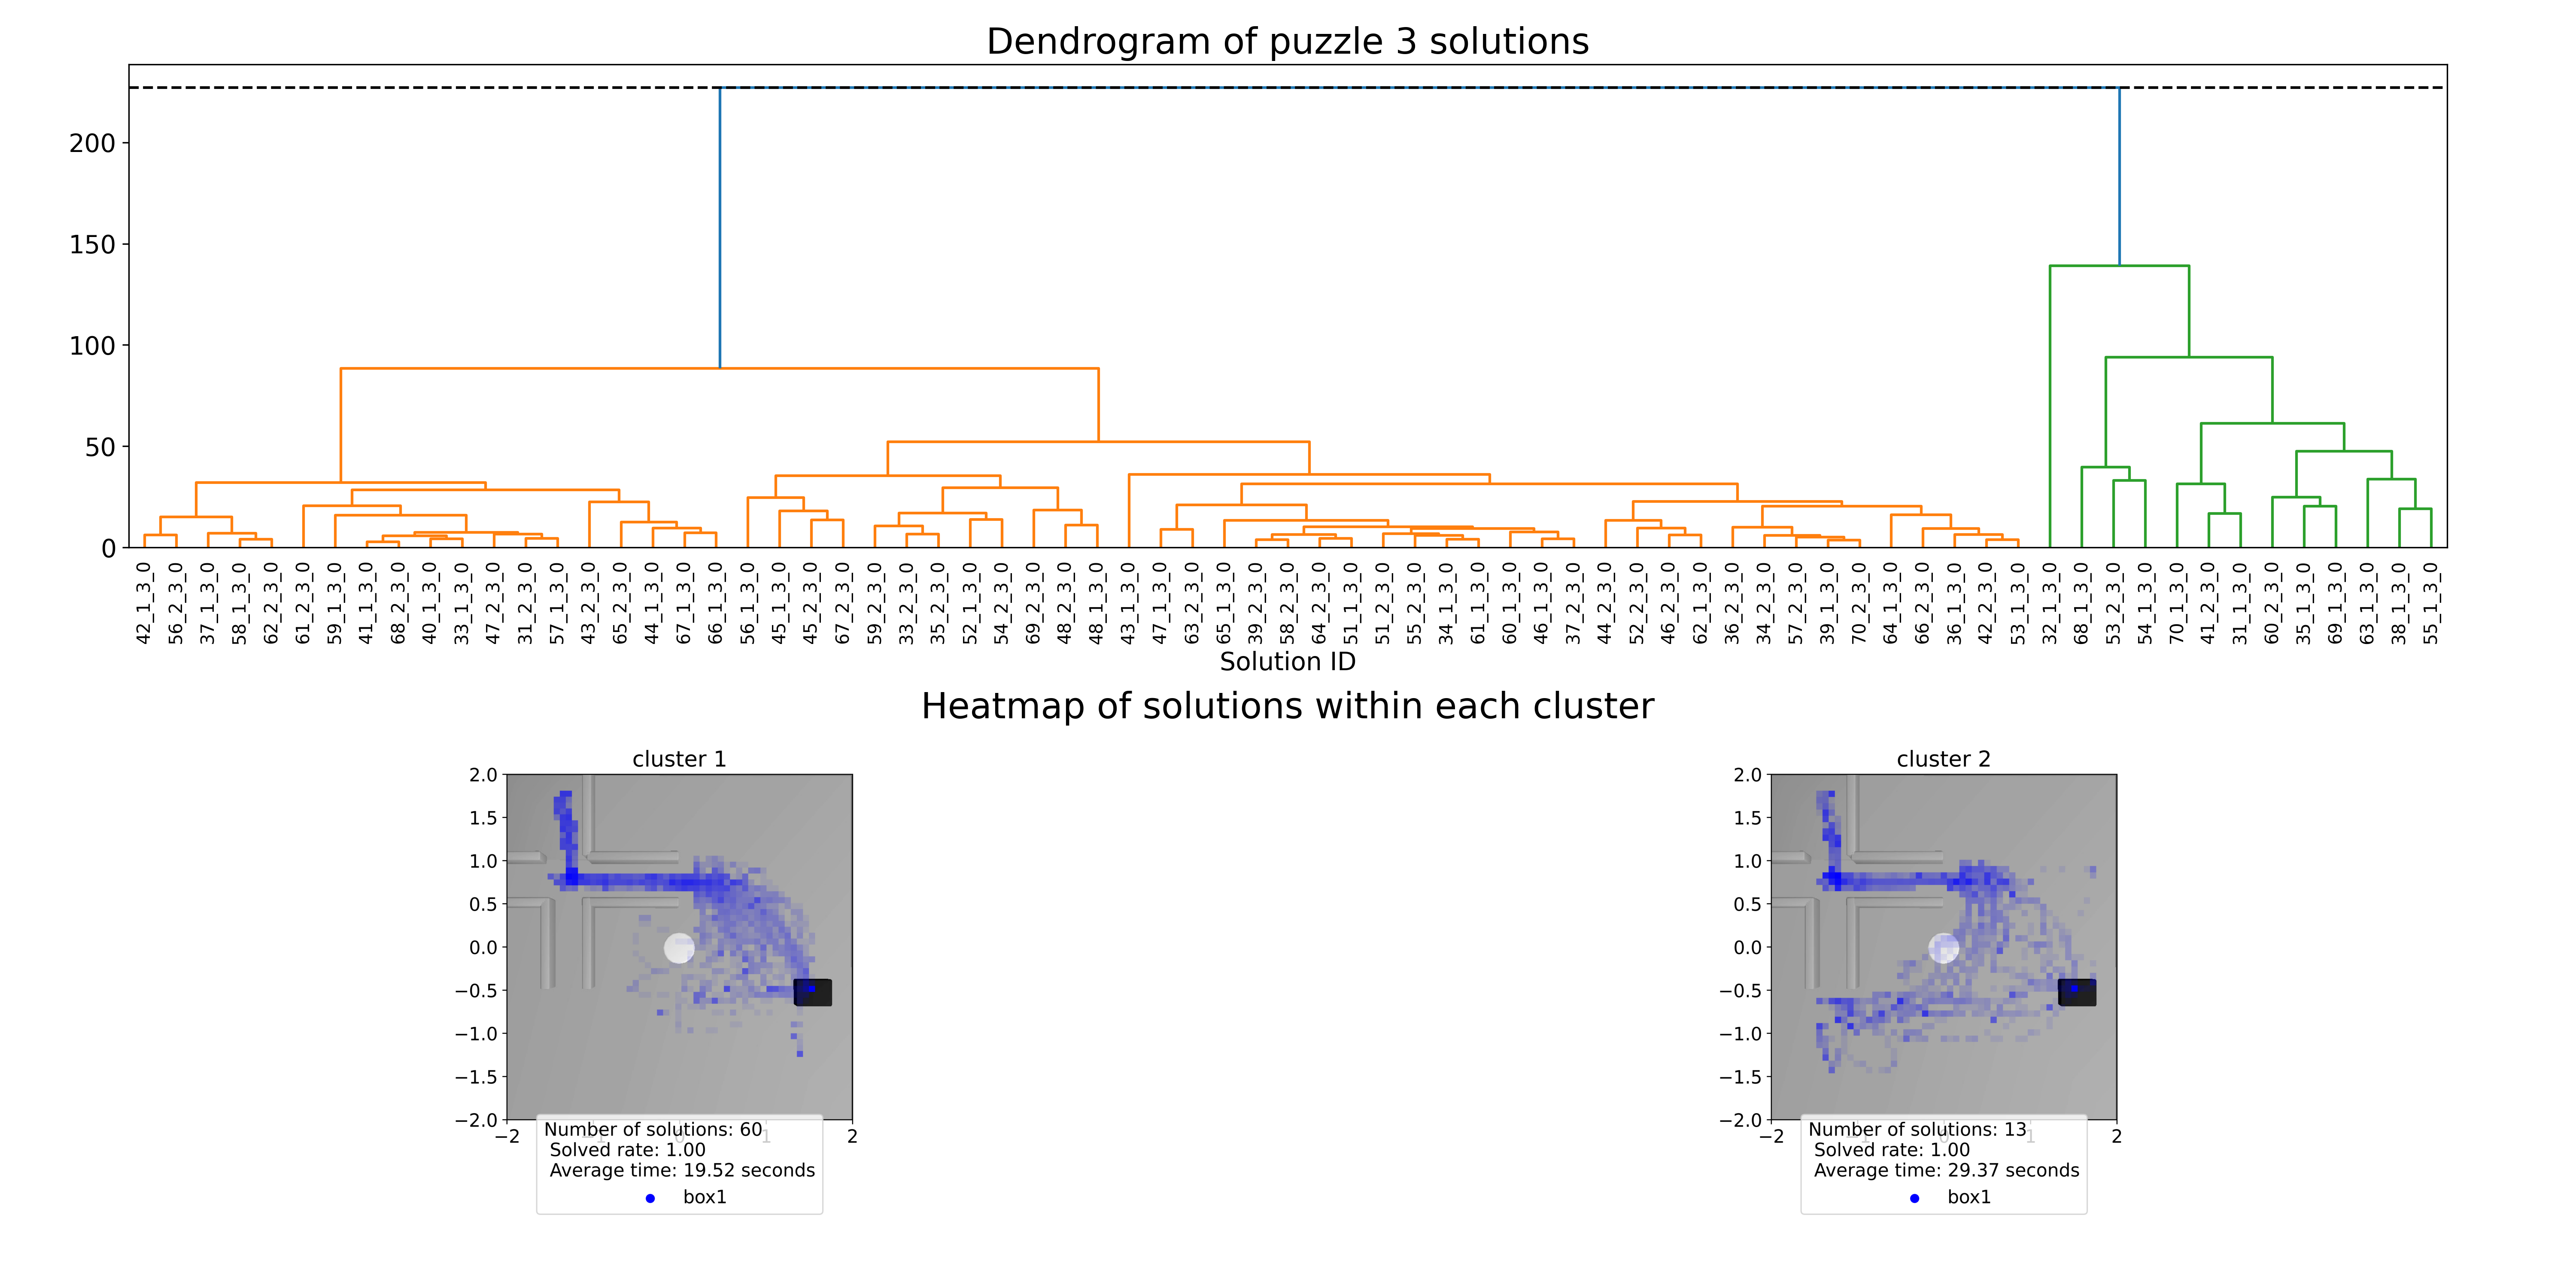 Dendrogram of puzzle 3 solutions
200
150
100
50
0
42_1_3_0 56_2_3_0 37_1_3_0 58_1_3_0 62_2_3_0 61_2_3_0 59_1_3_0 41_1_3_0 68_2_3_0 40_1_3_0 33_1_3_0 47_2_3_0 31_2_3_0 57_1_3_0 43_2_3_0 65_2_3_0 44_1_3_0 67_1_3_0 66_1_3_0 56_1_3_0 45_1_3_0 45_2_3_0 67_2_3_0 59_2_3_0 33_2_3_0 35_2_3_0 52_1_3_0 54_2_3_0 69_2_3_0 48_2_3_0 48_1_3_0 43_1_3_0 47_1_3_0 63_2_3_0 65_1_3_0 39_2_3_0 58_2_3_0 64_2_3_0 51_1_3_0 51_2_3_0 55_2_3_0 34_1_3_0 61_1_3_0 60_1_3_0 46_1_3_0 37_2_3_0 44_2_3_0 52_2_3_0 46_2_3_0 62_1_3_0 36_2_3_0 34_2_3_0 57_2_3_0 39_1_3_0 70_2_3_0 64_1_3_0 66_2_3_0 36_1_3_0 42_2_3_0 53_1_3_0 32_1_3_0 68_1_3_0 53_2_3_0 54_1_3_0 70_1_3_0 41_2_3_0 31_1_3_0 60_2_3_0 35_1_3_0 69_1_3_0 63_1_3_0 38_1_3_0 55_1_3_0
Solution ID
Heatmap of solutions within each cluster
cluster 1
2.0
1.5
1.0
0.5
0.0
−0.5
−1.0
−1.5
−2.0
−2 −1 0 1 2
Number of solutions: 60
Solved rate: 1.00
Average time: 19.52 seconds
box1
cluster 2
2.0
1.5
1.0
0.5
0.0
−0.5
−1.0
−1.5
−2.0
−2 −1 0 1 2
Number of solutions: 13
Solved rate: 1.00
Average time: 29.37 seconds
box1